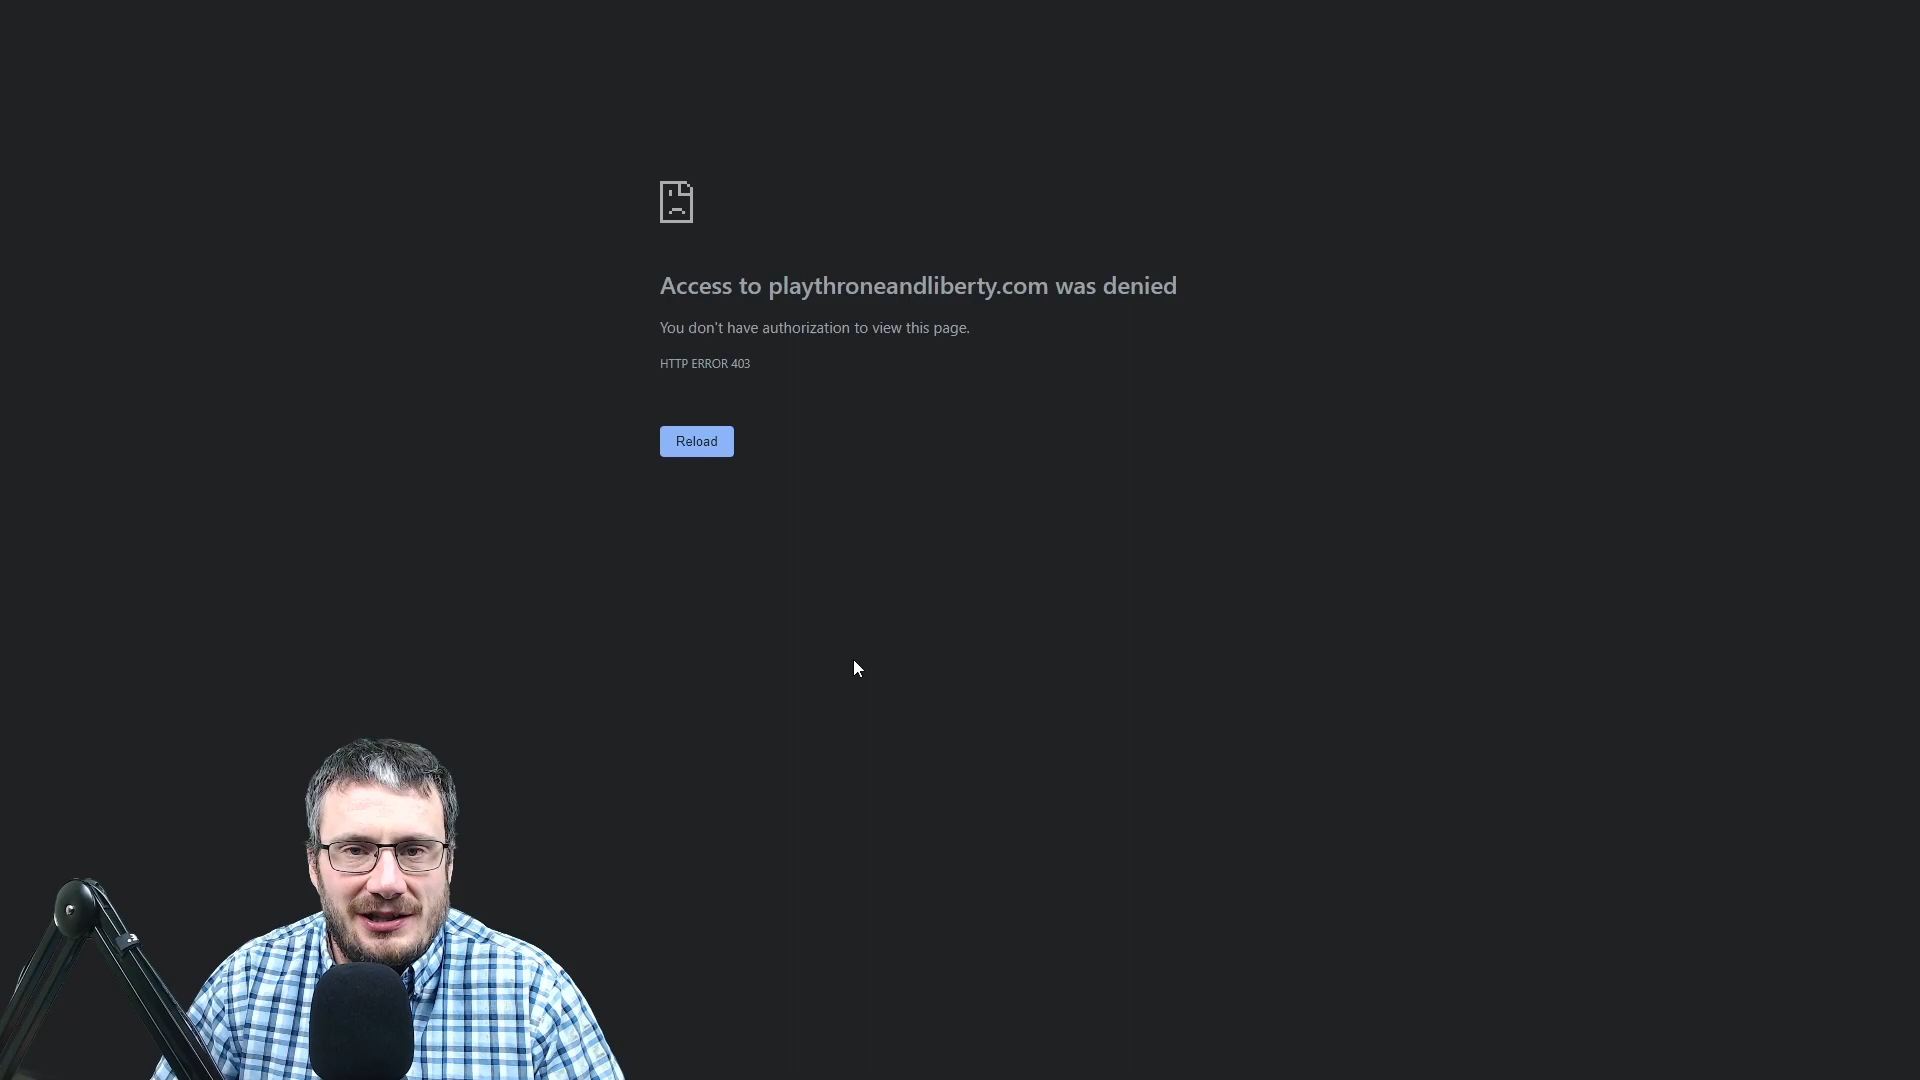 Access to playthroneandliberty.com was denied
You don't have authorization to view this page.
HTTP ERROR 403
Reload